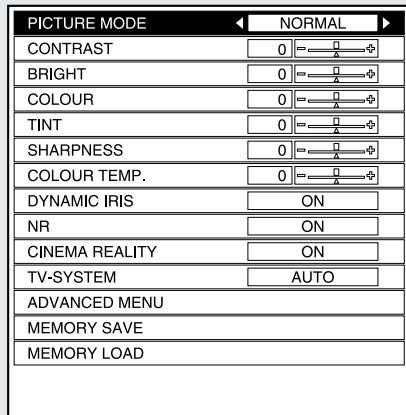 PICTURE MODE NORMAL
CONTRAST 0
BRIGHT 0
COLOUR 0
TINT 0
SHARPNESS 0
COLOUR TEMP. 0
DYNAMIC IRIS ON
NR ON
CINEMA REALITY ON
TV-SYSTEM AUTO
ADVANCED MENU
MEMORY SAVE
MEMORY LOAD